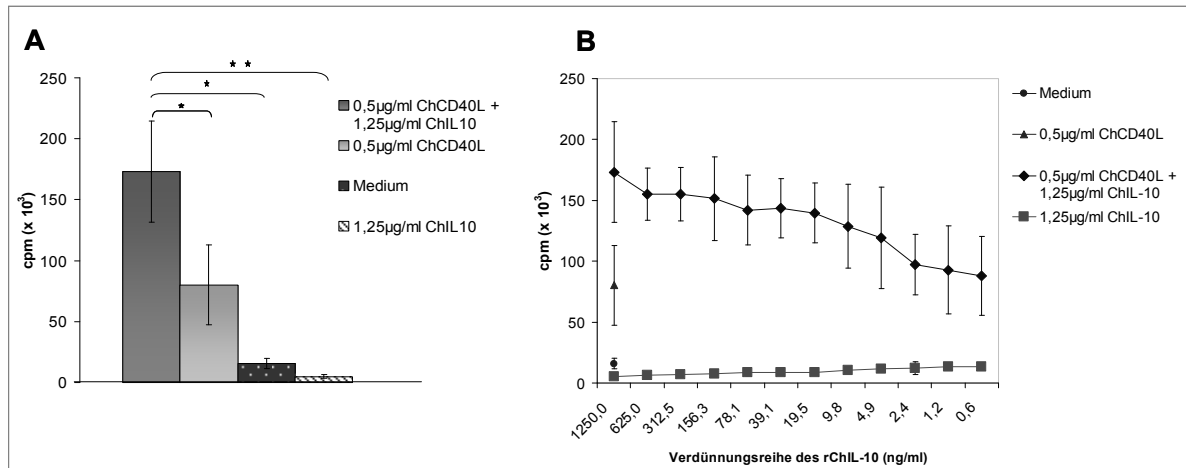 A
* *
*
*
250
200
150
100
50
0
cpm (x 10³)
0,5µg/ml ChCD40L +
1,25µg/ml ChIL10
0,5µg/ml ChCD40L
Medium
1,25µg/ml ChIL10
B
250
200
150
100
50
0
cpm (x 10³)
1250,0
625,0
312,5
156,3
78,1
39,1
19,5
9,8
4,9
2,4
1,2
0,6
Verdünnungsreihe des rChIL-10 (ng/ml)
Medium
0,5µg/ml ChCD40L
0,5µg/ml ChCD40L +
1,25µg/ml ChIL-10
1,25µg/ml ChIL-10